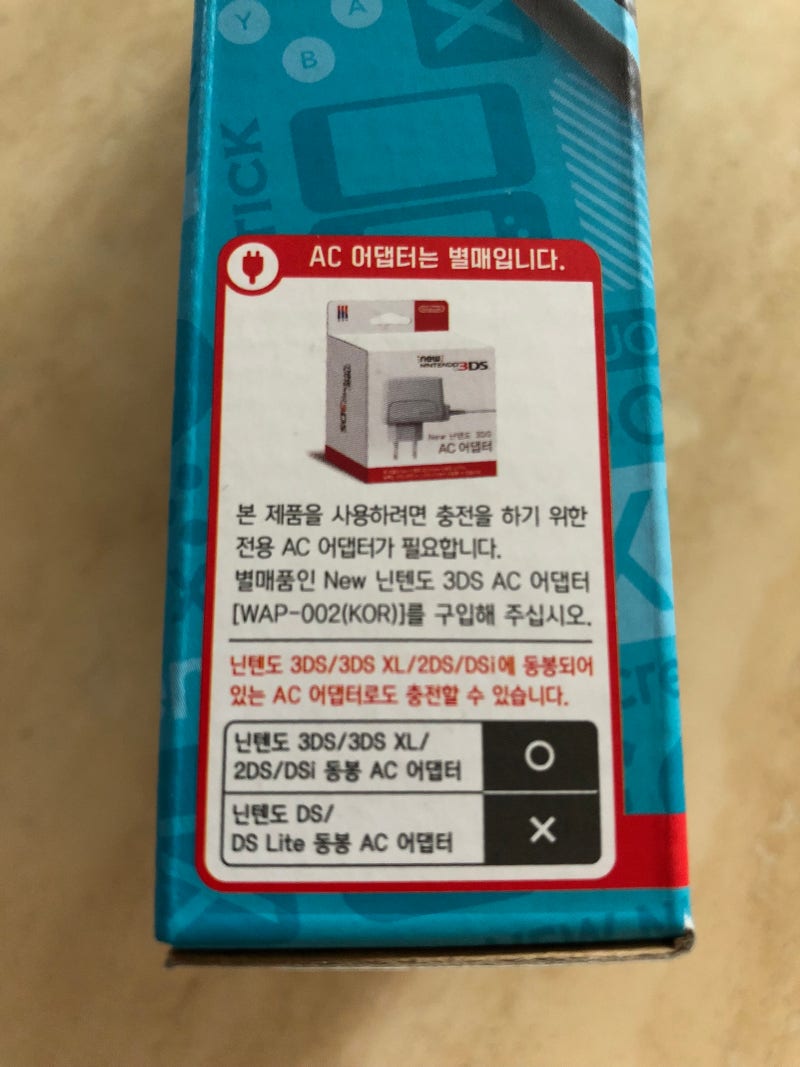 Y
A
B
X
AC 어댑터는 별매입니다.
new
NINTENDO 3DS
New 닌텐도 3DS
AC 어댑터
본 제품을 사용하려면 충전을 하기 위한
전용 AC 어댑터가 필요합니다.
별매품인 New 닌텐도 3DS AC 어댑터
[WAP-002(KOR)]를 구입해 주십시오.
닌텐도 3DS/3DS XL/2DS/DSi에 동봉되어
있는 AC 어댑터로도 충전할 수 있습니다.
닌텐도 3DS/3DS XL/
2DS/DSi 동봉 AC 어댑터
O
닌텐도 DS/
DS Lite 동봉 AC 어댑터
X